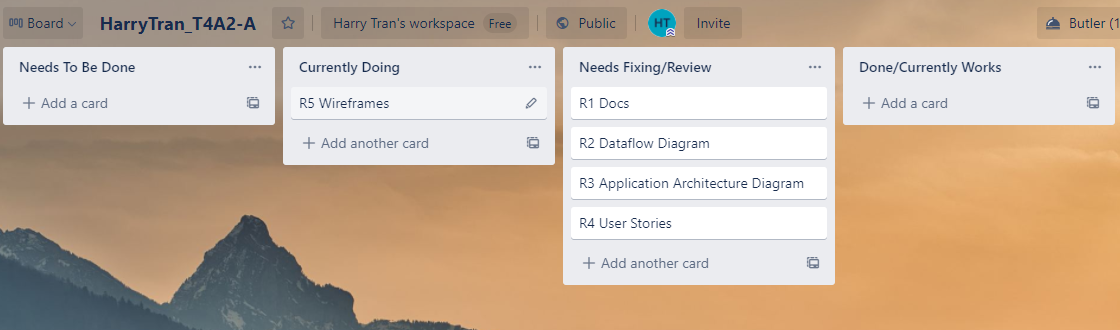 Board
HarryTran_T4A2-A
Harry Tran's workspace
Free
Public
HT
Invite
Butler (1
Needs To Be Done
Add a card
Currently Doing
R5 Wireframes
Add another card
Needs Fixing/Review
R1 Docs
R2 Dataflow Diagram
R3 Application Architecture Diagram
R4 User Stories
Add another card
Done/Currently Works
Add a card